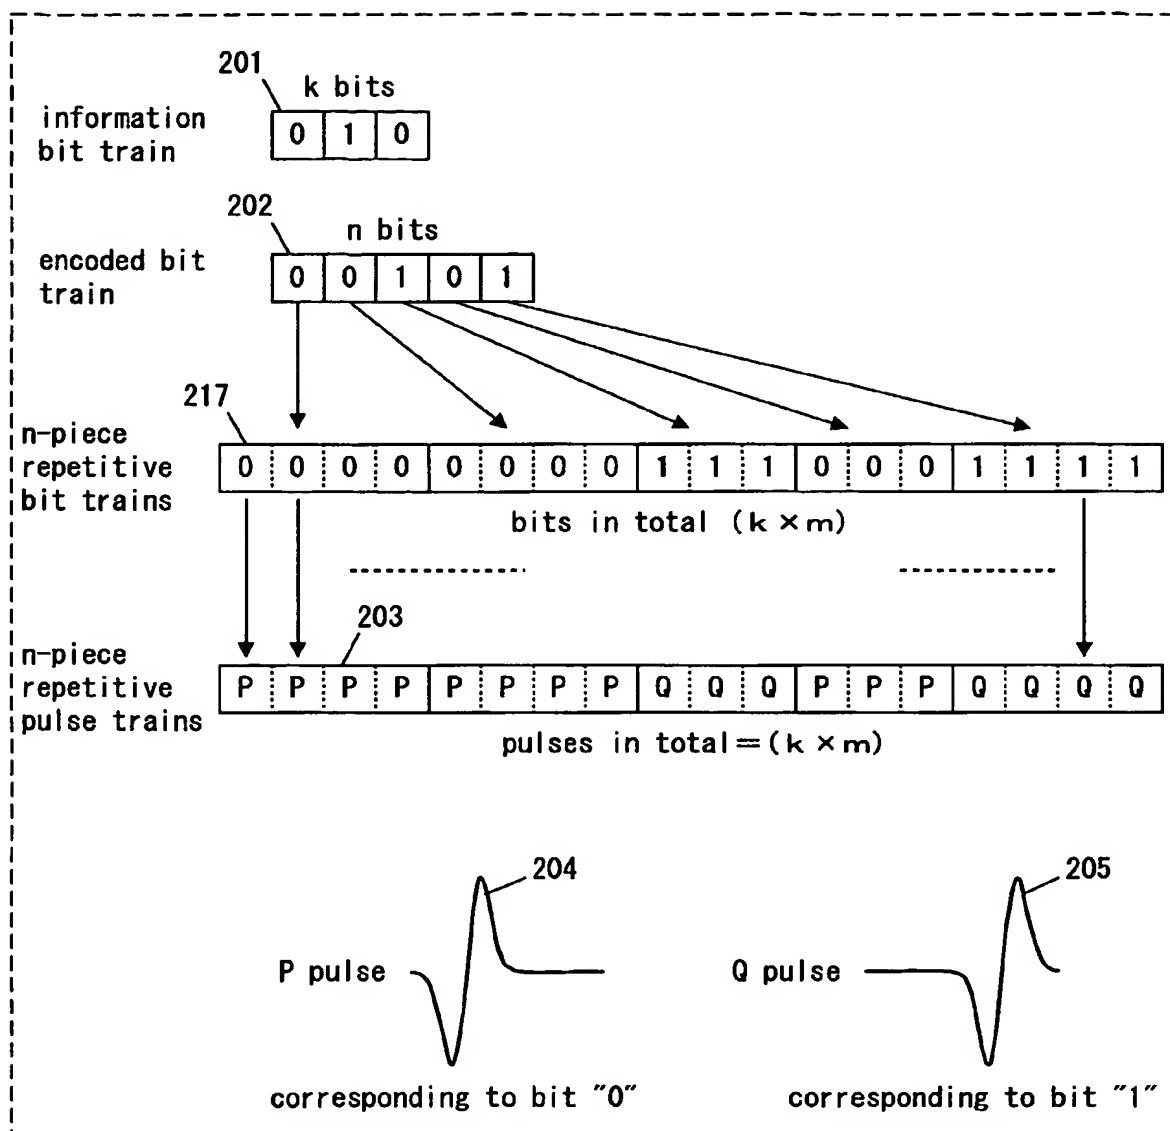 201
k bits
information
bit train
0 1 0
202
n bits
encoded bit
train
0 0 1 0 1
217
n-piece
repetitive
bit trains
0 0 0 0 0 0 0 0 1 1 1 0 0 0 1 1 1 1
bits in total (k×m)
203
n-piece
repetitive
pulse trains
P P P P P P P P Q Q Q P P P Q Q Q Q
pulses in total=(k×m)
204
205
P pulse
Q pulse
corresponding to bit "0"
corresponding to bit "1"